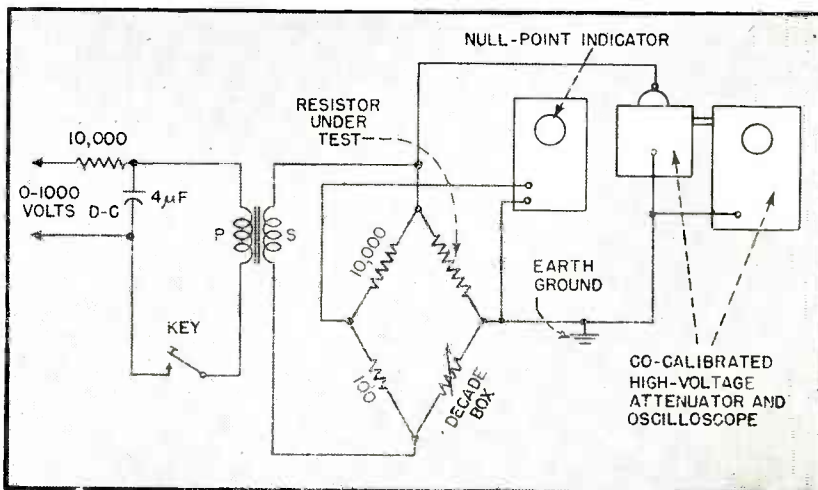 NULL-POINT INDICATOR
RESISTOR
UNDER
TEST
10,000
0-1000
VOLTS D-C
4µF
P
S
KEY
10,000
100
DECADE
BOX
EARTH
GROUND
CO-CALIBRATED
HIGH-VOLTAGE
ATTENUATOR AND
OSCILLOSCOPE